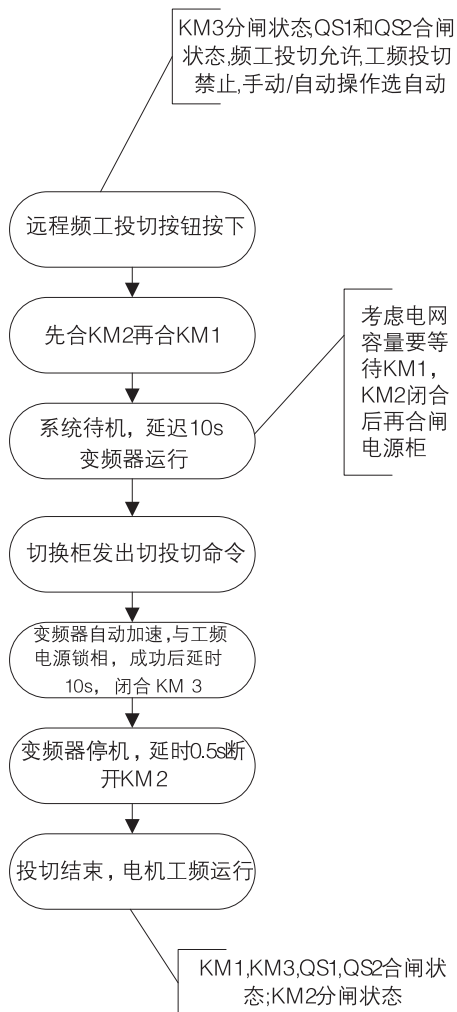 KM3分闸状态,QS1和QS2合闸
状态,频工投切允许,工频投切
禁止,手动/自动操作选自动
远程频工投切按钮按下
先合KM2再合KM1
考虑电网
容量要等
待KM1，
KM2闭合
后再合闸
电源柜
系统待机，延迟10s
变频器运行
切换柜发出切投切命令
变频器自动加速,与工频
电源锁相，成功后延时
10s，闭合 KM 3
变频器停机，延时0.5s断
开KM2
投切结束，电机工频运行
KM1,KM3,QS1,QS2合闸状
态;KM2分闸状态